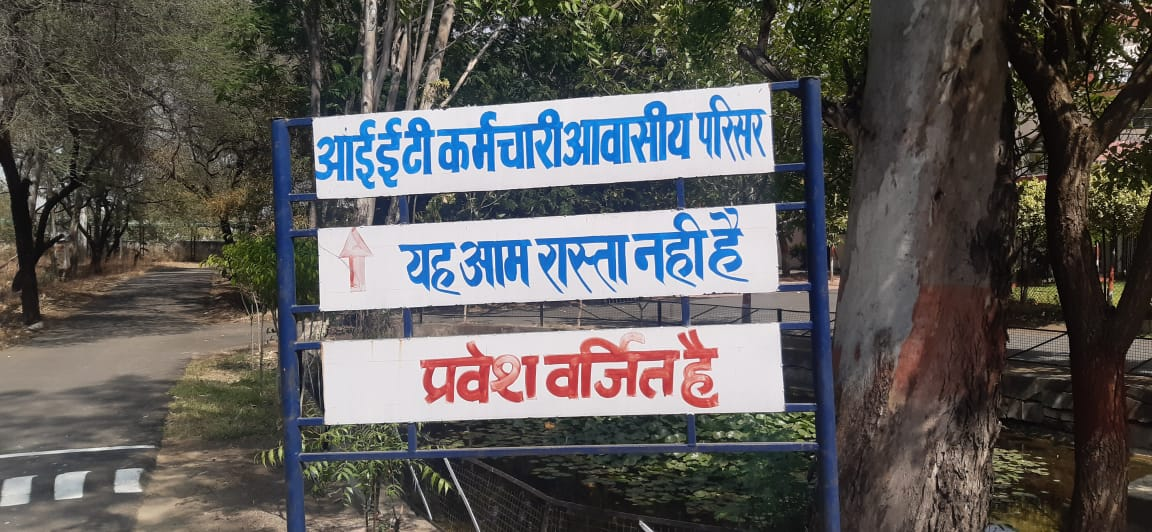 आईईटी कर्मचारी आवासीय परिसर
यह आम रास्ता नही है
प्रवेश वर्जित है